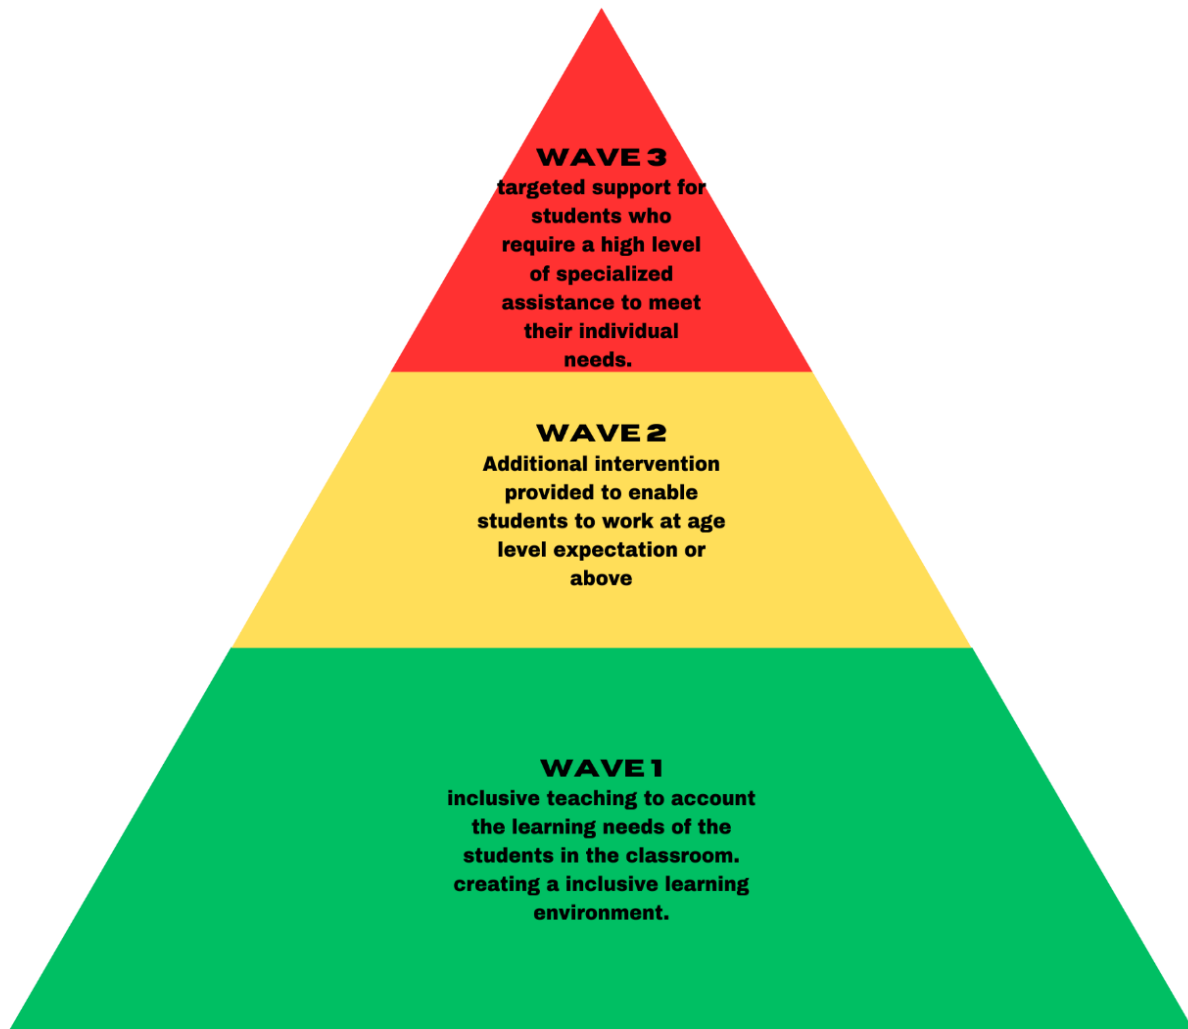 WAVE 3
targeted support for
students who
require a high level
of specialized
assistance to meet
their individual
needs.
WAVE 2
Additional intervention
provided to enable
students to work at age
level expectation or
above
WAVE 1
inclusive teaching to account
the learning needs of the
students in the classroom.
creating a inclusive learning
environment.